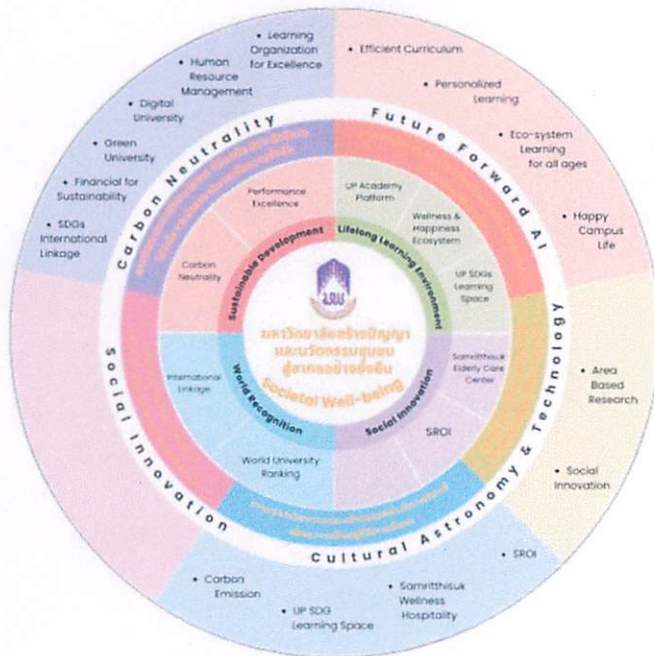 • Learning
Organization
for Excellence
• Human
Resource
Management
• Digital
University
• Green
University
• Financial for
Sustainability
• SDGs
International
Linkage
• Efficient Curriculum
• Personalized
Learning
• Eco-system
Learning
for all ages
• Happy
Campus
Life
• Area
Based
Research
• Social
Innovation
• SROI
• Samritthisuk
Wellness
Hospitality
• UP SDG
Learning Space
• Carbon
Emission
Carbon Neutrality
Future Forward AI
Cultural Astronomy & Technology
Social Innovation
Performance
Excellence
Carbon
Neutrality
UP Academy
Platform
Wellness &
Happiness
Ecosystem
UP SDGs
Learning
Space
Samritthisuk
Elderly Care
Center
SROI
World University
Ranking
International
Linkage
Sustainable Development
Lifelong Learning Environment
Social Innovation
World Recognition
มหาวิทยาลัยสร้างปัญญา
และนวัตกรรมชุมชน
สู่สากลอย่างยั่งยืน
Societal Well-being